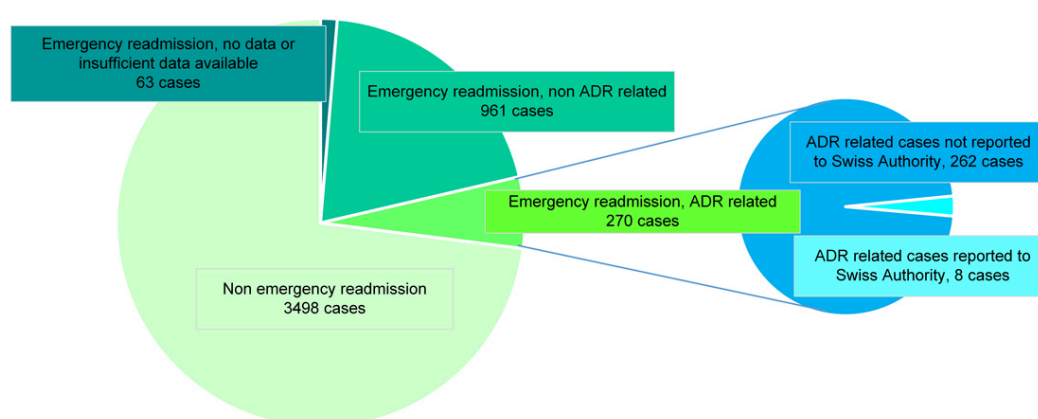 Emergency readmission, no data or
insufficient data available
63 cases
Emergency readmission, non ADR related
961 cases
ADR related cases not reported
to Swiss Authority, 262 cases
Emergency readmission, ADR related
270 cases
ADR related cases reported to
Swiss Authority, 8 cases
Non emergency readmission
3498 cases